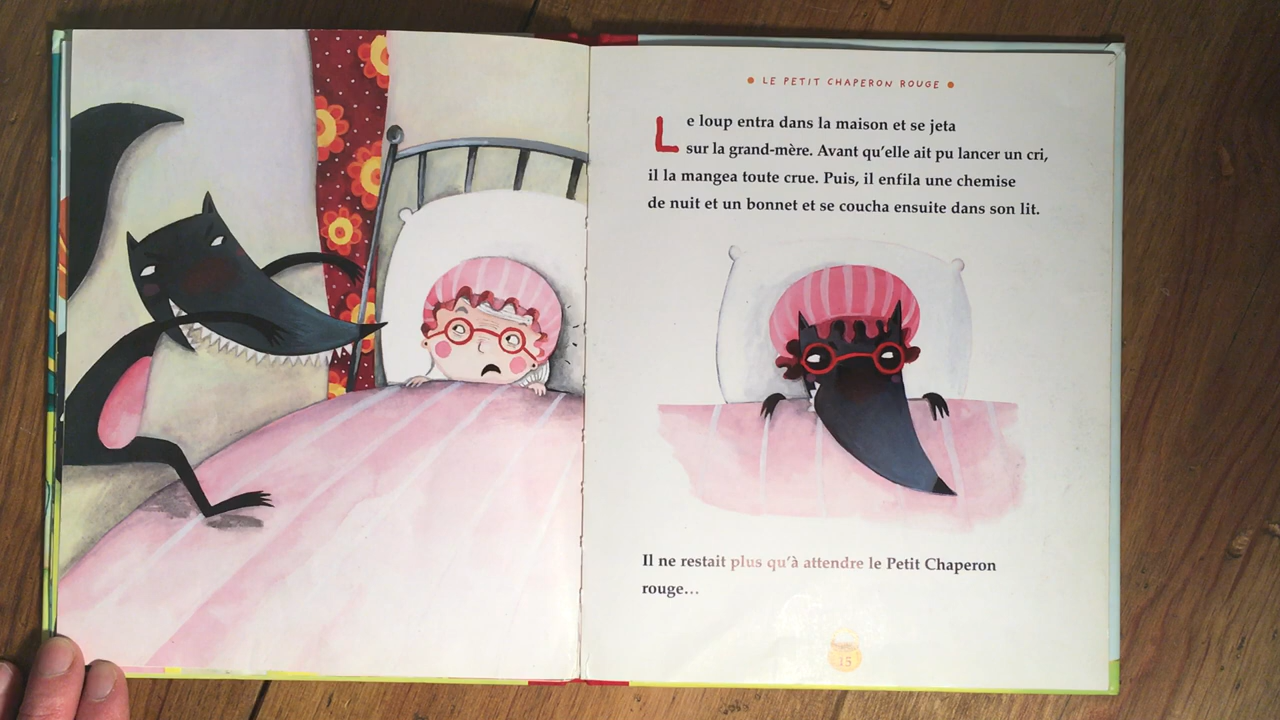 • LE PETIT CHAPERON ROUGE •
Le loup entra dans la maison et se jeta
sur la grand-mère. Avant qu'elle ait pu lancer un cri,
il la mangea toute crue. Puis, il enfila une chemise
de nuit et un bonnet et se coucha ensuite dans son lit.
Il ne restait plus qu'à attendre le Petit Chaperon
rouge…
15